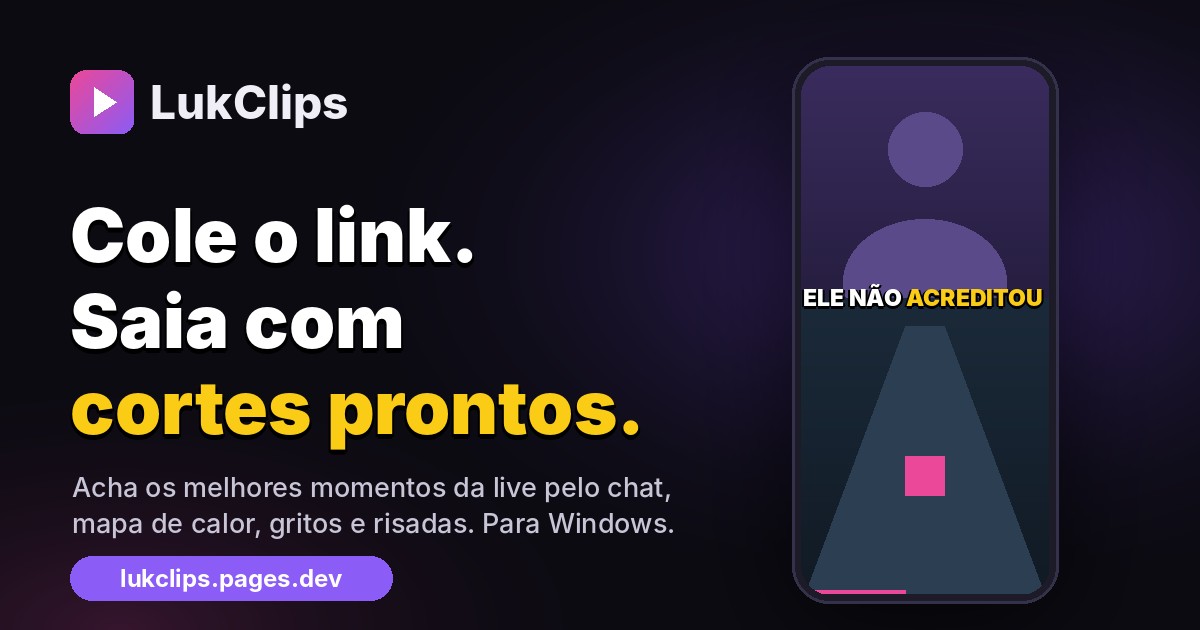 LukClips
Cole o link.
Saia com
cortes prontos.
Acha os melhores momentos da live pelo chat,
mapa de calor, gritos e risadas. Para Windows.
lukclips.pages.dev
ELE NÃO ACREDITOU